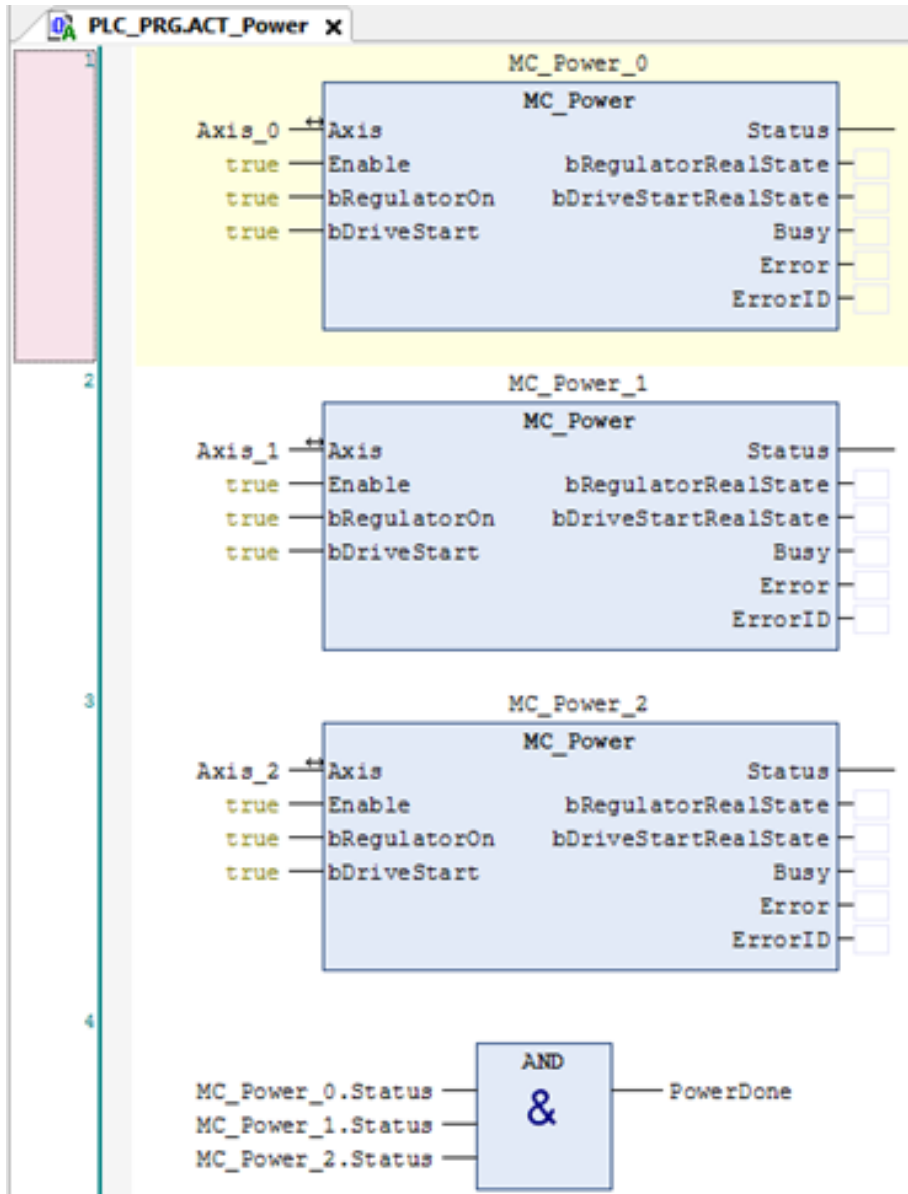 PLC_PRG.ACT_Power X
1
MC_Power_0
MC_Power
Axis_0 Axis Status
true Enable bRegulatorRealState
true bRegulatorOn bDriveStartRealState
true bDriveStart Busy
Error
ErrorID
2
MC_Power_1
MC_Power
Axis_1 Axis Status
true Enable bRegulatorRealState
true bRegulatorOn bDriveStartRealState
true bDriveStart Busy
Error
ErrorID
3
MC_Power_2
MC_Power
Axis_2 Axis Status
true Enable bRegulatorRealState
true bRegulatorOn bDriveStartRealState
true bDriveStart Busy
Error
ErrorID
4
AND
&
MC_Power_0.Status PowerDone
MC_Power_1.Status
MC_Power_2.Status